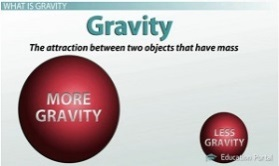 WHAT IS GRAVITY
Gravity
The attraction between two objects that have mass
MORE
GRAVITY
LESS
GRAVITY
Education Portal